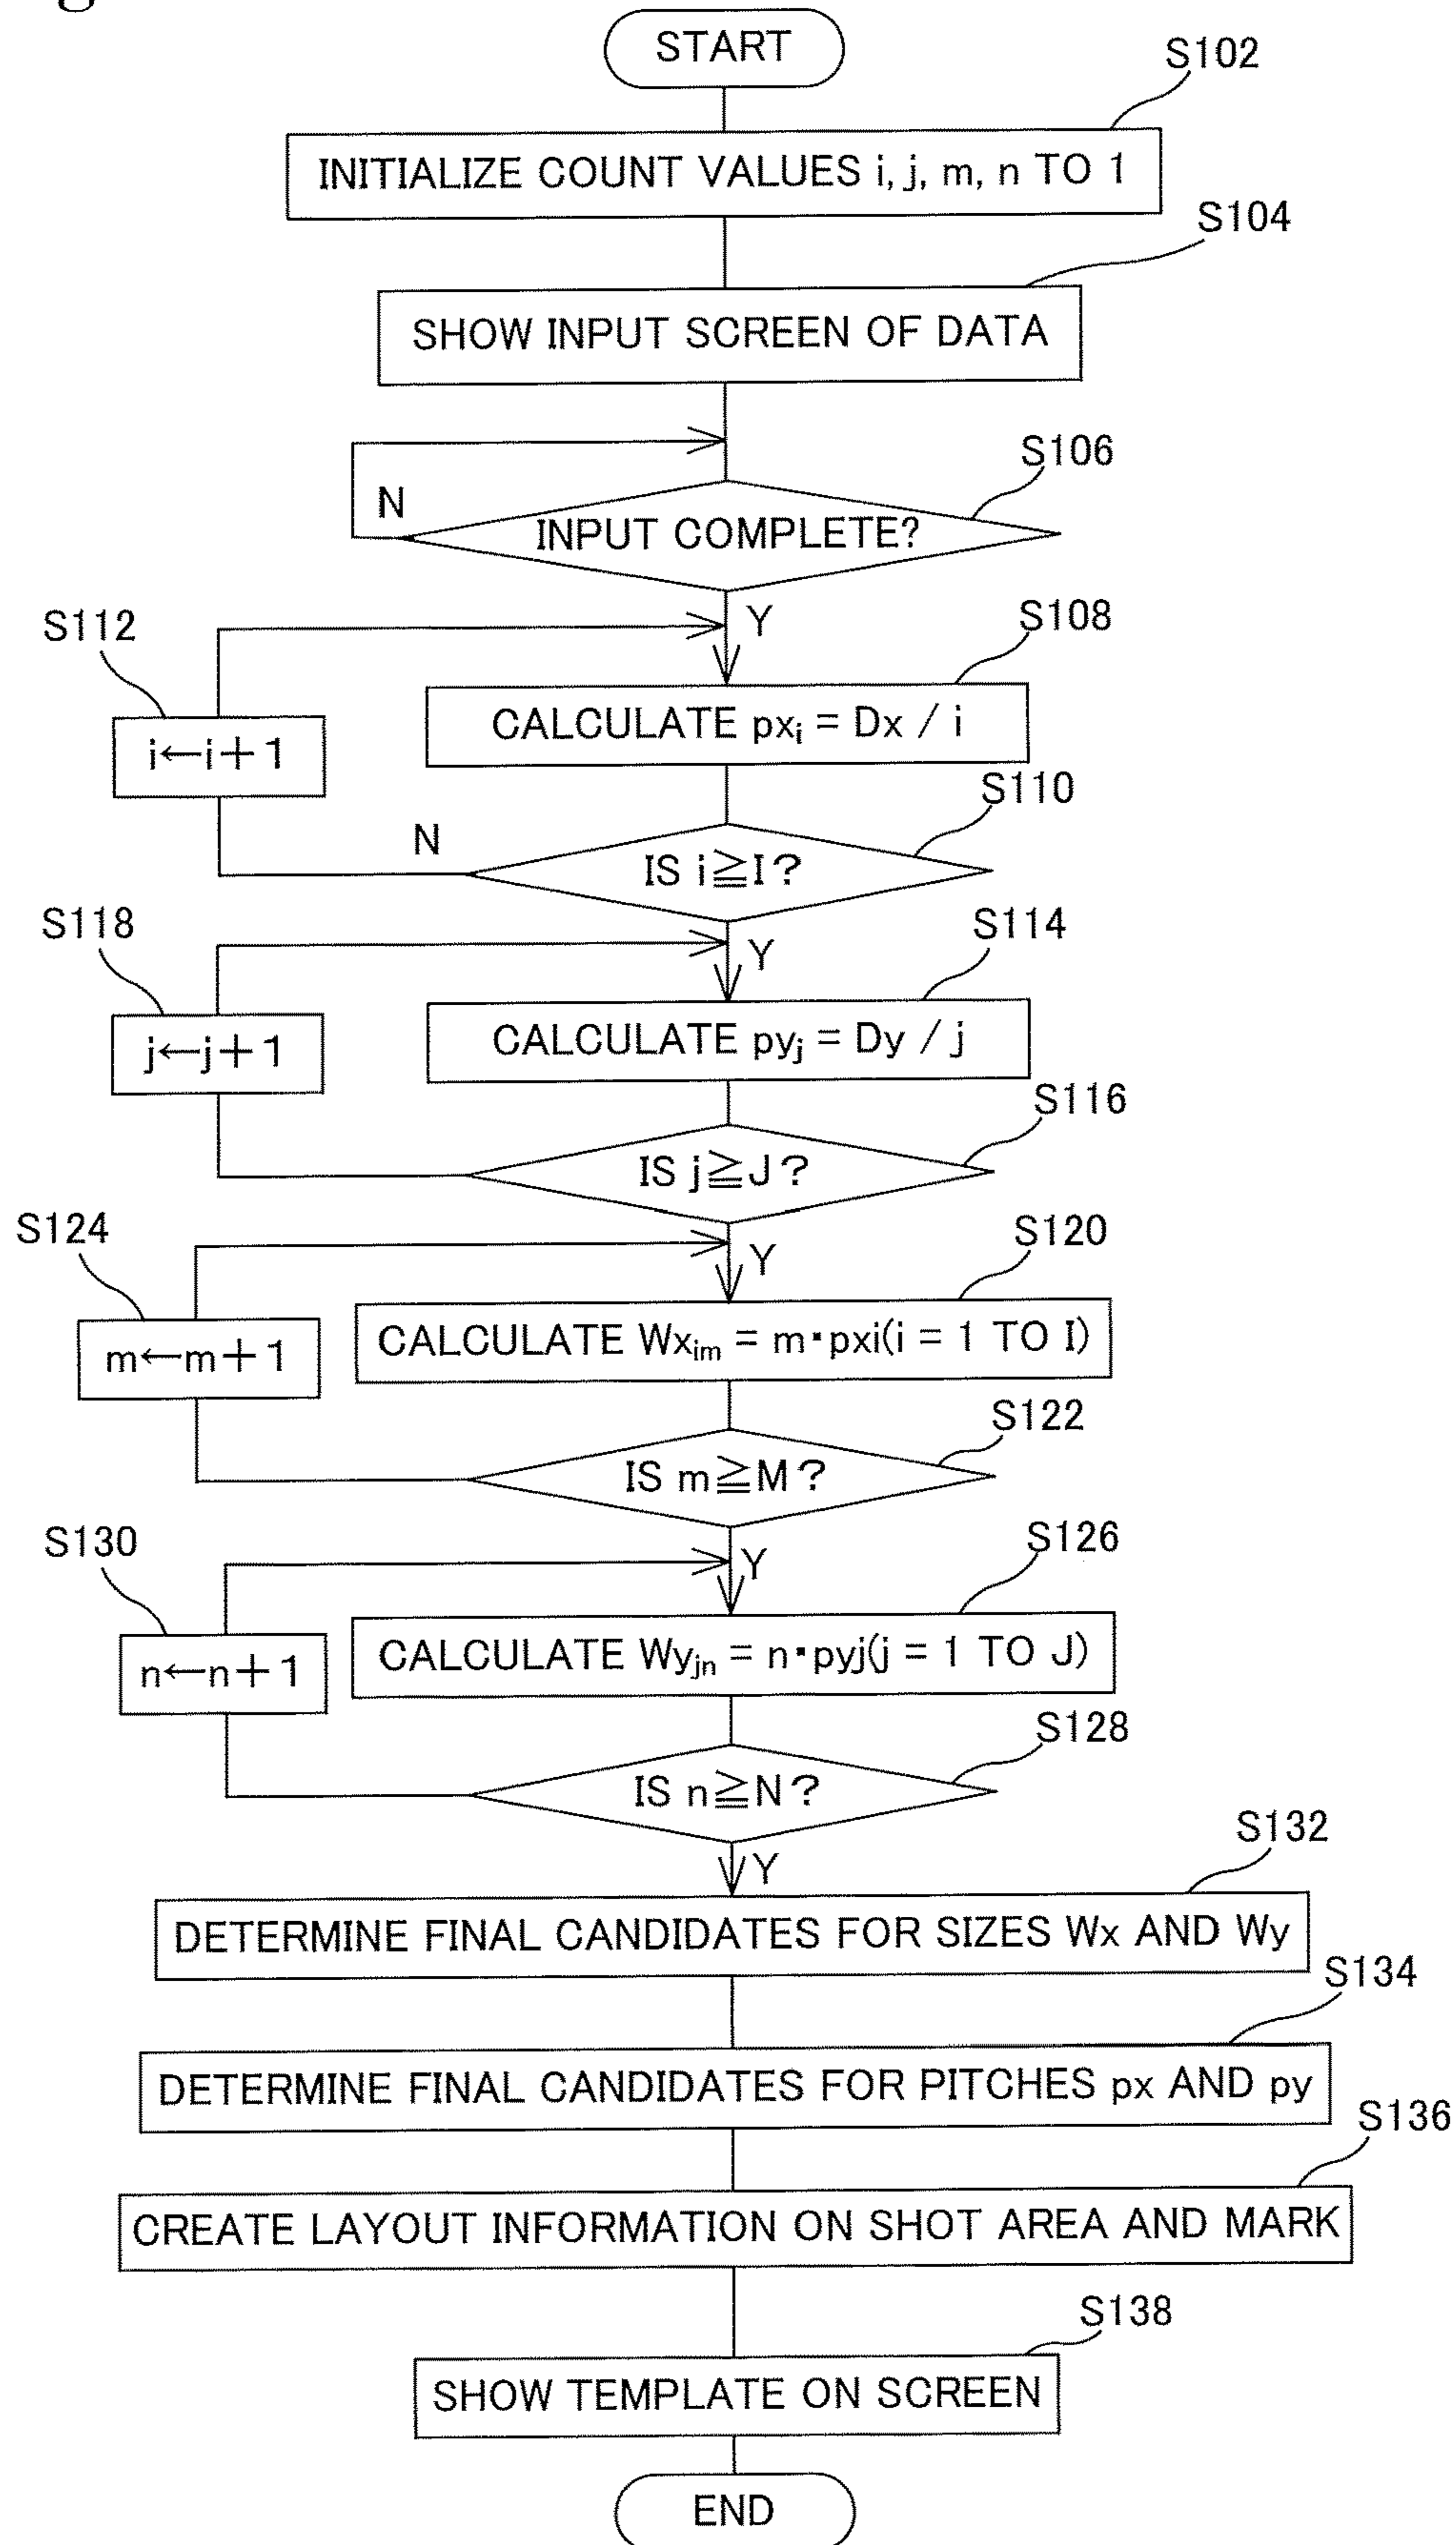 START
S102
INITIALIZE COUNT VALUES i, j, m, n TO 1
S104
SHOW INPUT SCREEN OF DATA
S106
N
INPUT COMPLETE?
Y
S112
S108
CALCULATE pxi = Dx / i
i←i+1
S110
N
IS i≧I?
S118
Y
S114
CALCULATE pyj = Dy / j
j←j+1
S116
IS j≧J?
S124
Y
S120
CALCULATE Wxim = m·pxi(i = 1 TO I)
m←m+1
S122
IS m≧M?
S130
Y
S126
CALCULATE Wyjn = n·pyj(j = 1 TO J)
n←n+1
S128
IS n≧N?
Y
S132
DETERMINE FINAL CANDIDATES FOR SIZES Wx AND Wy
S134
DETERMINE FINAL CANDIDATES FOR PITCHES px AND py
S136
CREATE LAYOUT INFORMATION ON SHOT AREA AND MARK
S138
SHOW TEMPLATE ON SCREEN
END